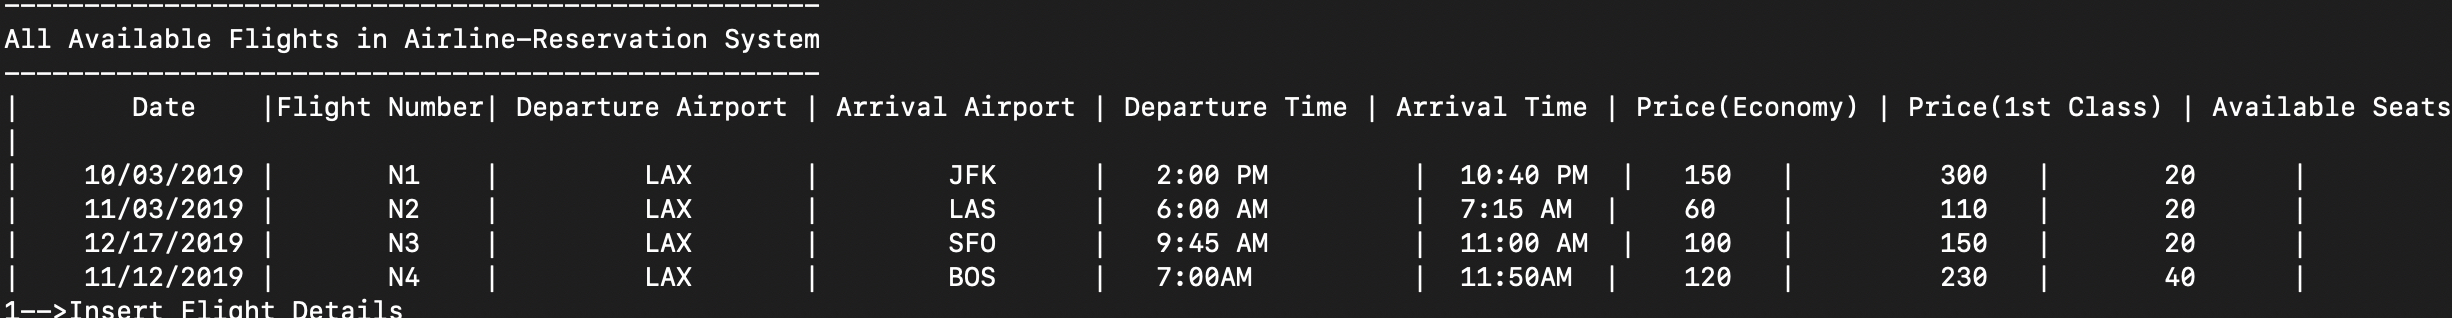 ---------------------------------------------------
All Available Flights in Airline-Reservation System
---------------------------------------------------
|       Date    |Flight Number| Departure Airport | Arrival Airport | Departure Time | Arrival Time | Price(Economy) | Price(1st Class) | Available Seats
|
|    10/03/2019 |       N1    |         LAX       |        JFK      |   2:00 PM         |  10:40 PM  |   150   |         300   |       20      |
|    11/03/2019 |       N2    |         LAX       |        LAS      |   6:00 AM         |  7:15 AM  |    60    |         110   |       20      |
|    12/17/2019 |       N3    |         LAX       |        SFO      |   9:45 AM         |  11:00 AM  |   100   |         150   |       20      |
|    11/12/2019 |       N4    |         LAX       |        BOS      |   7:00AM          |  11:50AM  |    120   |         230   |       40      |
1-->Insert Flight Details